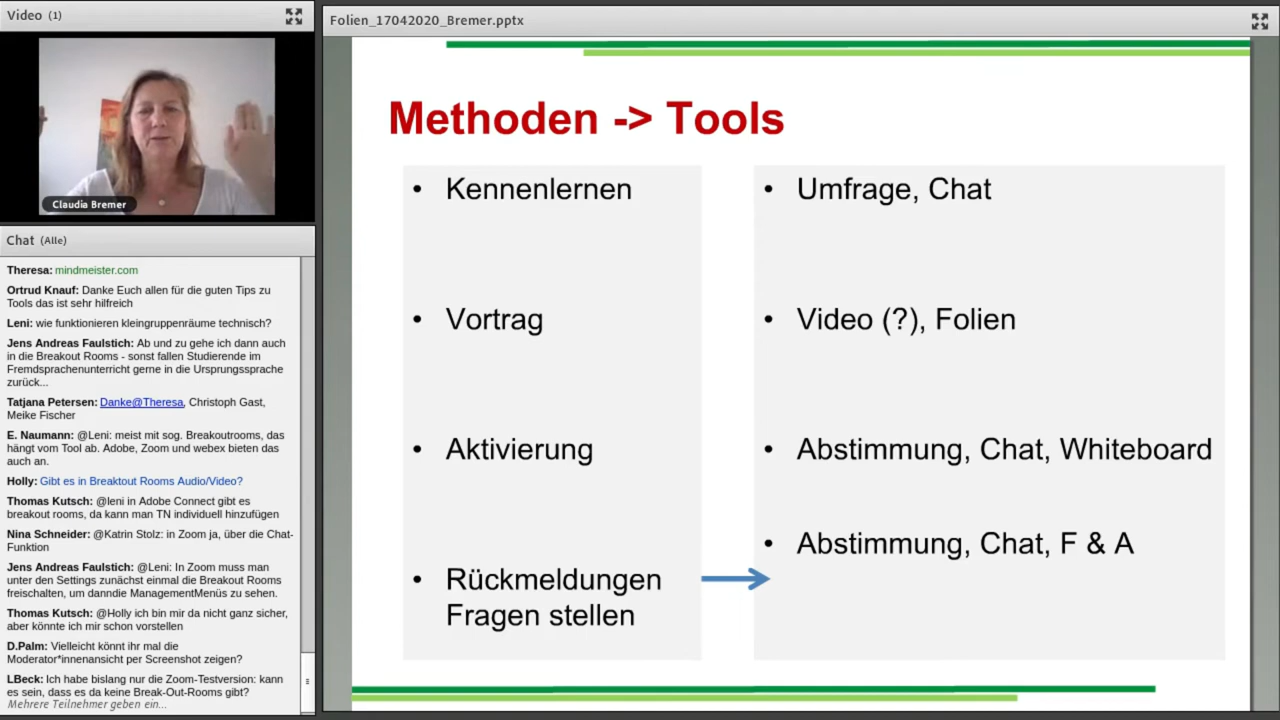 Video (1)
Claudia Bremer
Chat (Alle)
Theresa: mindmeister.com
Ortrud Knauf: Danke Euch allen für die guten Tips zu
Tools das ist sehr hilfreich
Leni: wie funktionieren kleingruppenräume technisch?
Jens Andreas Faulstich: Ab und zu gehe ich dann auch
in die Breakout Rooms - sonst fallen Studierende im
Fremdsprachenunterricht gerne in die Ursprungssprache
zurück...
Tatjana Petersen: Danke@Theresa, Christoph Gast,
Meike Fischer
E. Naumann: @Leni: meist mit sog. Breakoutrooms, das
hängt vom Tool ab. Adobe, Zoom und webex bieten das
auch an.
Holly: Gibt es in Breaktout Rooms Audio/Video?
Thomas Kutsch: @leni in Adobe Connect gibt es
breakout rooms, da kann man TN individuell hinzufügen
Nina Schneider: @Katrin Stolz: in Zoom ja, über die Chat-
Funktion
Jens Andreas Faulstich: @Leni: In Zoom muss man
unter den Settings zunächst einmal die Breakout Rooms
freischalten, um danndie ManagementMenüs zu sehen.
Thomas Kutsch: @Holly ich bin mir da nicht ganz sicher,
aber könnte ich mir schon vorstellen
D.Palm: Vielleicht könnt ihr mal die
Moderator*innenansicht per Screenshot zeigen?
LBeck: Ich habe bislang nur die Zoom-Testversion: kann
es sein, dass es da keine Break-Out-Rooms gibt?
Mehrere Teilnehmer geben ein...
Folien_17042020_Bremer.pptx
Methoden -> Tools
• Kennenlernen
• Vortrag
• Aktivierung
• Rückmeldungen
Fragen stellen
• Umfrage, Chat
• Video (?), Folien
• Abstimmung, Chat, Whiteboard
• Abstimmung, Chat, F & A